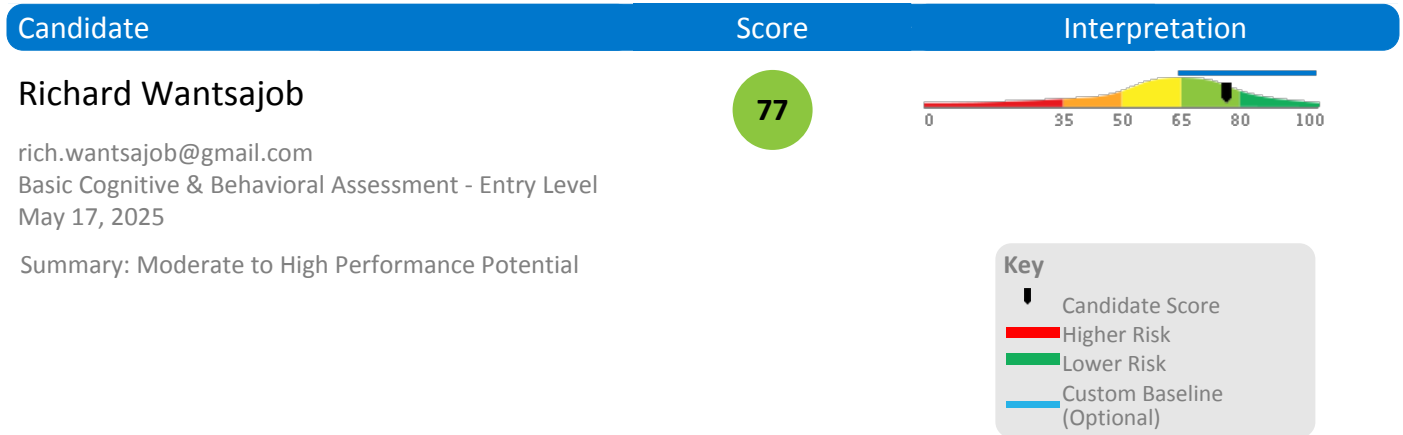 Candidate Score Interpretation
Richard Wantsajob
77
0 35 50 65 80 100
rich.wantsajob@gmail.com
Basic Cognitive & Behavioral Assessment - Entry Level
May 17, 2025
Summary: Moderate to High Performance Potential
Key
Candidate Score
Higher Risk
Lower Risk
Custom Baseline
(Optional)